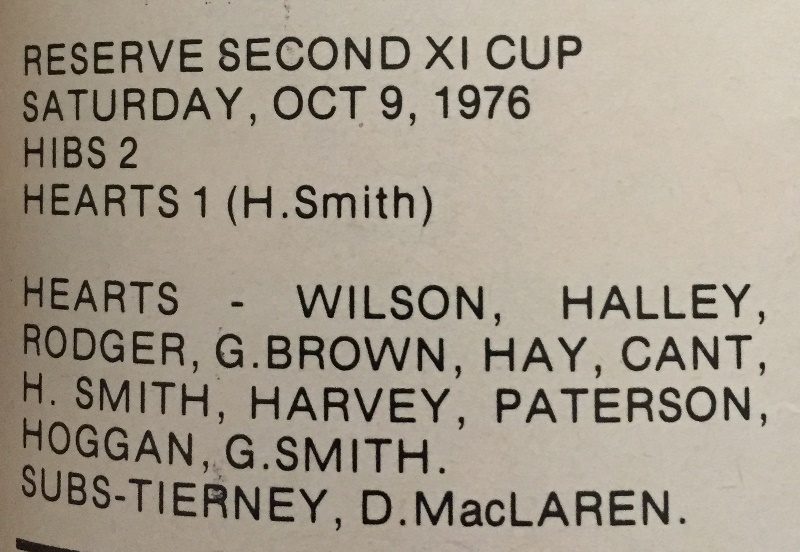 RESERVE SECOND XI CUP
SATURDAY, OCT 9, 1976
HIBS 2
HEARTS 1 (H.Smith)
HEARTS - WILSON, HALLEY,
RODGER, G.BROWN, HAY, CANT,
H. SMITH, HARVEY, PATERSON,
HOGGAN, G.SMITH.
SUBS-TIERNEY, D.MacLAREN.